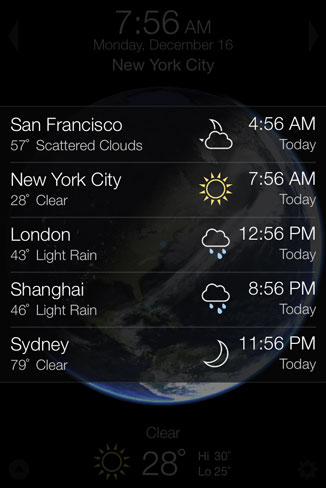 7:56 AM
Monday, December 16
New York City
San Francisco
4:56 AM
57° Scattered Clouds
Today
New York City
7:56 AM
28° Clear
Today
London
12:56 PM
43° Light Rain
Today
Shanghai
8:56 PM
46° Light Rain
Today
Sydney
11:56 PM
79° Clear
Today
Clear
28°
Hi 30°
Lo 25°